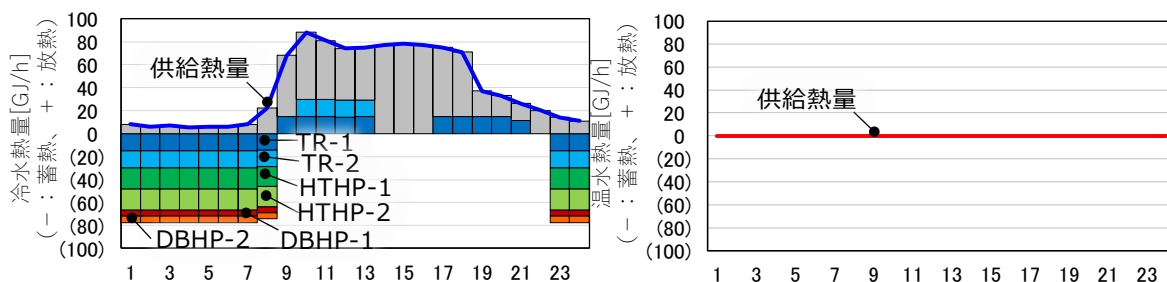 冷水熱量[GJ/h]
(－：蓄熱、＋：放熱)
100
80
60
40
20
0
(20)
(40)
(60)
(80)
(100)
供給熱量
TR-1
TR-2
HTHP-1
HTHP-2
DBHP-2
DBHP-1
1 3 5 7 9 11 13 15 17 19 21 23
温水熱量[GJ/h]
(－：蓄熱、＋：放熱)
100
80
60
40
20
0
(20)
(40)
(60)
(80)
(100)
供給熱量
1 3 5 7 9 11 13 15 17 19 21 23